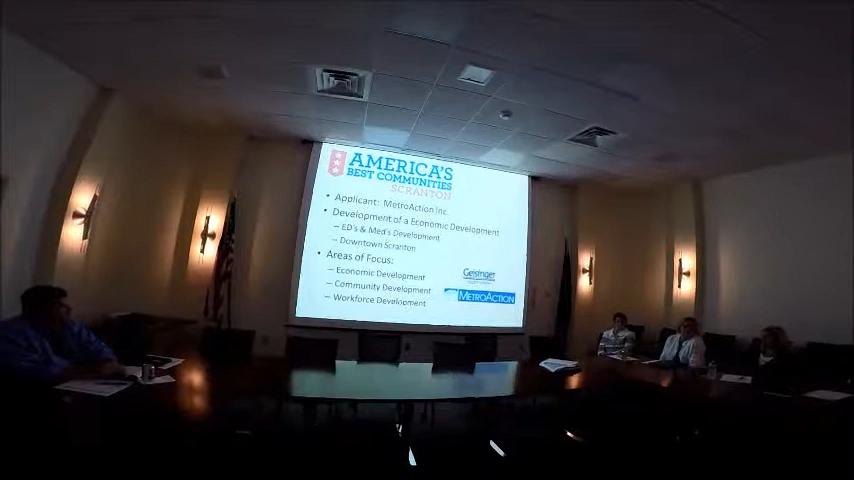 AMERICA'S
BEST COMMUNITIES
SCRANTON
• Applicant: MetroAction Inc.
• Development of a Economic Development
– ED's & Med's Development
– Downtown Scranton
• Areas of Focus:
– Economic Development
– Community Development
– Workforce Development
Geisinger
METROACTION